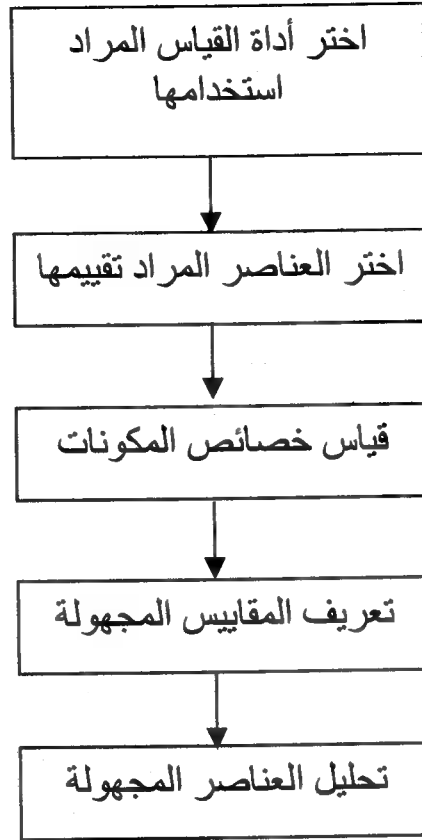 اختر أداة القياس المراد
استخدامها
اختر العناصر المراد تقييمها
قياس خصائص المكونات
تعريف المقاييس المجهولة
تحليل العناصر المجهولة